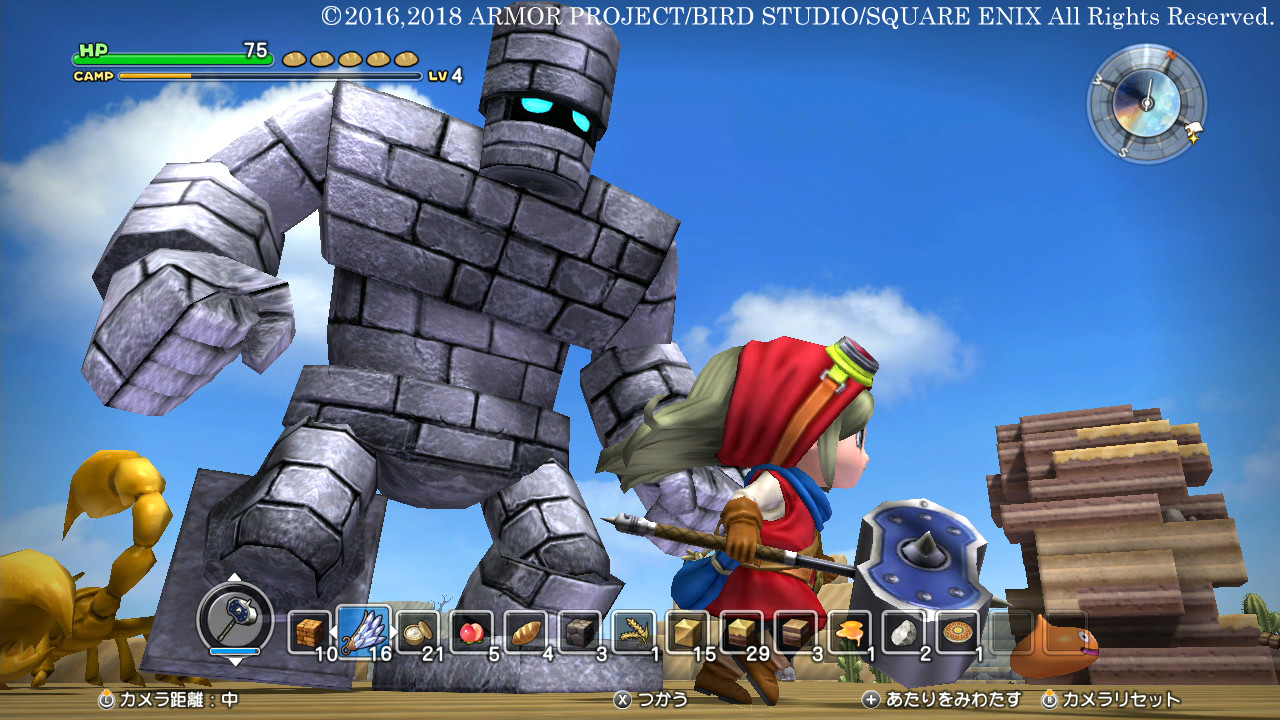 ©2016,2018 ARMOR PROJECT/BIRD STUDIO/SQUARE ENIX All Rights Reserved.
HP 75
CAMP LV 4
N
W
S
10 16 21 5 4 3 1 15 29 3 1 2 1
L カメラ距離：中 X つかう + あたりをみわたす R カメラリセット